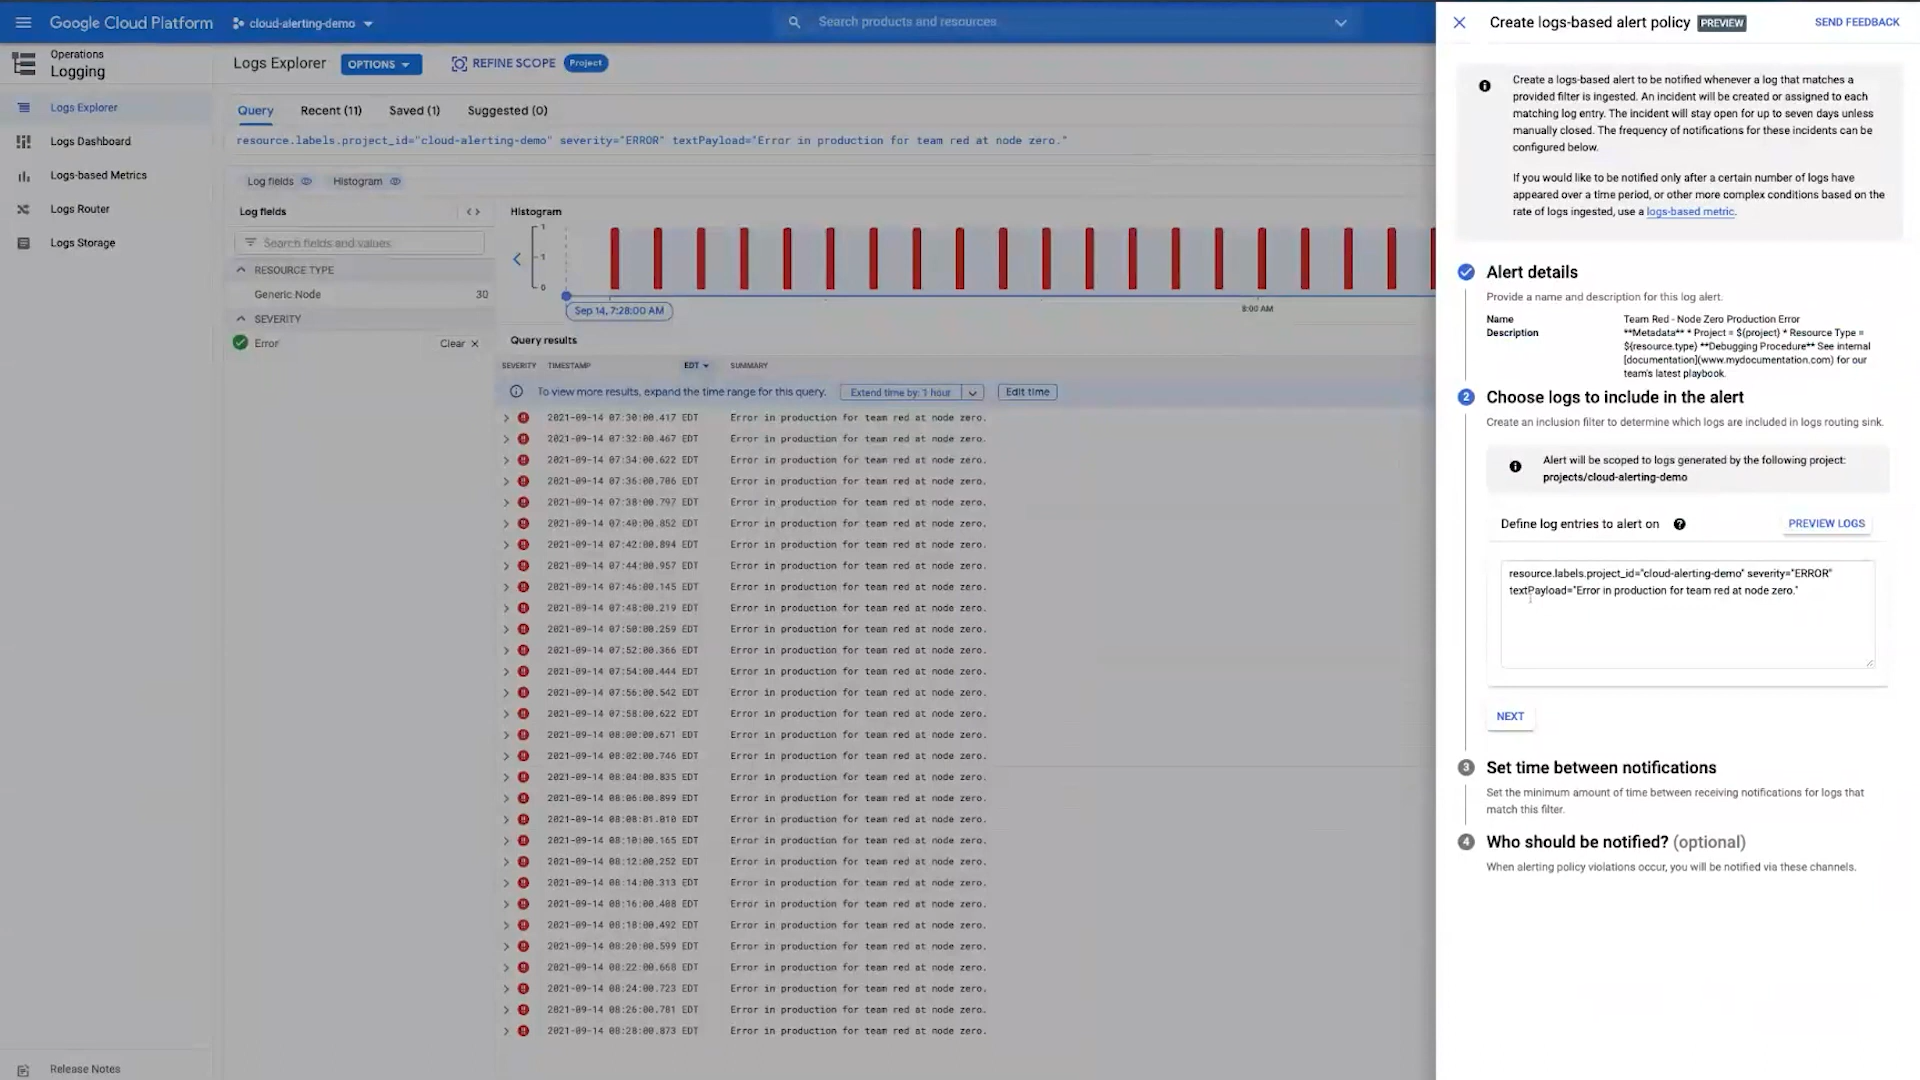 Google Cloud Platform
cloud-alerting-demo
Search products and resources
Operations
Logging
Logs Explorer
Logs Dashboard
Logs-based Metrics
Logs Router
Logs Storage
Release Notes
Logs Explorer
OPTIONS
REFINE SCOPE
Project
Query
Recent (11)
Saved (1)
Suggested (0)
resource.labels.project_id="cloud-alerting-demo" severity="ERROR" textPayload="Error in production for team red at node zero."
Log fields
Histogram
Log fields
Search fields and values
RESOURCE TYPE
Generic Node 30
SEVERITY
Error Clear
Histogram
1
1
0
Sep 14, 7:28:00 AM
8:00 AM
Query results
SEVERITY TIMESTAMP EDT SUMMARY
To view more results, expand the time range for this query. Extend time by: 1 hour Edit time
2021-09-14 07:30:00.417 EDT Error in production for team red at node zero.
2021-09-14 07:32:00.467 EDT Error in production for team red at node zero.
2021-09-14 07:34:00.622 EDT Error in production for team red at node zero.
2021-09-14 07:36:00.706 EDT Error in production for team red at node zero.
2021-09-14 07:38:00.797 EDT Error in production for team red at node zero.
2021-09-14 07:40:00.852 EDT Error in production for team red at node zero.
2021-09-14 07:42:00.894 EDT Error in production for team red at node zero.
2021-09-14 07:44:00.957 EDT Error in production for team red at node zero.
2021-09-14 07:46:00.145 EDT Error in production for team red at node zero.
2021-09-14 07:48:00.219 EDT Error in production for team red at node zero.
2021-09-14 07:50:00.259 EDT Error in production for team red at node zero.
2021-09-14 07:52:00.366 EDT Error in production for team red at node zero.
2021-09-14 07:54:00.444 EDT Error in production for team red at node zero.
2021-09-14 07:56:00.542 EDT Error in production for team red at node zero.
2021-09-14 07:58:00.622 EDT Error in production for team red at node zero.
2021-09-14 08:00:00.671 EDT Error in production for team red at node zero.
2021-09-14 08:02:00.746 EDT Error in production for team red at node zero.
2021-09-14 08:04:00.835 EDT Error in production for team red at node zero.
2021-09-14 08:06:00.899 EDT Error in production for team red at node zero.
2021-09-14 08:08:01.010 EDT Error in production for team red at node zero.
2021-09-14 08:10:00.165 EDT Error in production for team red at node zero.
2021-09-14 08:12:00.252 EDT Error in production for team red at node zero.
2021-09-14 08:14:00.313 EDT Error in production for team red at node zero.
2021-09-14 08:16:00.408 EDT Error in production for team red at node zero.
2021-09-14 08:18:00.492 EDT Error in production for team red at node zero.
2021-09-14 08:20:00.599 EDT Error in production for team red at node zero.
2021-09-14 08:22:00.668 EDT Error in production for team red at node zero.
2021-09-14 08:24:00.723 EDT Error in production for team red at node zero.
2021-09-14 08:26:00.781 EDT Error in production for team red at node zero.
2021-09-14 08:28:00.873 EDT Error in production for team red at node zero.
Create logs-based alert policy PREVIEW
SEND FEEDBACK
Create a logs-based alert to be notified whenever a log that matches a
provided filter is ingested. An incident will be created or assigned to each
matching log entry. The incident will stay open for up to seven days unless
manually closed. The frequency of notifications for these incidents can be
configured below.
If you would like to be notified only after a certain number of logs have
appeared over a time period, or other more complex conditions based on the
rate of logs ingested, use a logs-based metric.
Alert details
Provide a name and description for this log alert.
Name Team Red - Node Zero Production Error
Description **Metadata** * Project = ${project} * Resource Type =
${resource.type} **Debugging Procedure** See internal
[documentation](www.mydocumentation.com) for our
team's latest playbook.
2 Choose logs to include in the alert
Create an inclusion filter to determine which logs are included in logs routing sink.
Alert will be scoped to logs generated by the following project:
projects/cloud-alerting-demo
Define log entries to alert on
PREVIEW LOGS
resource.labels.project_id="cloud-alerting-demo" severity="ERROR"
textPayload="Error in production for team red at node zero."
NEXT
3 Set time between notifications
Set the minimum amount of time between receiving notifications for logs that
match this filter.
4 Who should be notified? (optional)
When alerting policy violations occur, you will be notified via these channels.